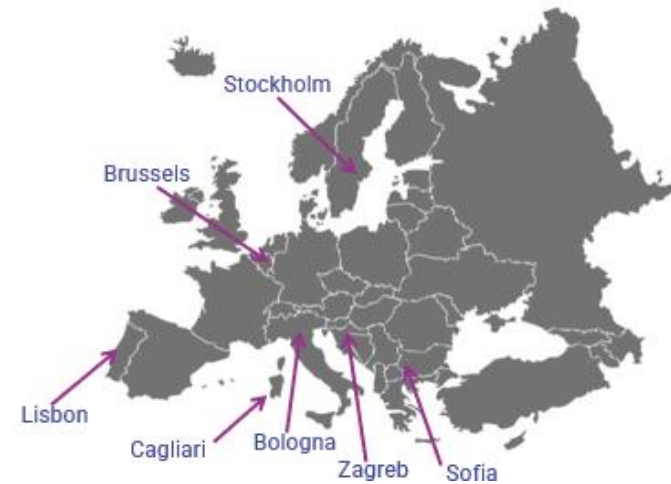 Stockholm
Brussels
Lisbon
Cagliari
Bologna
Zagreb
Sofia